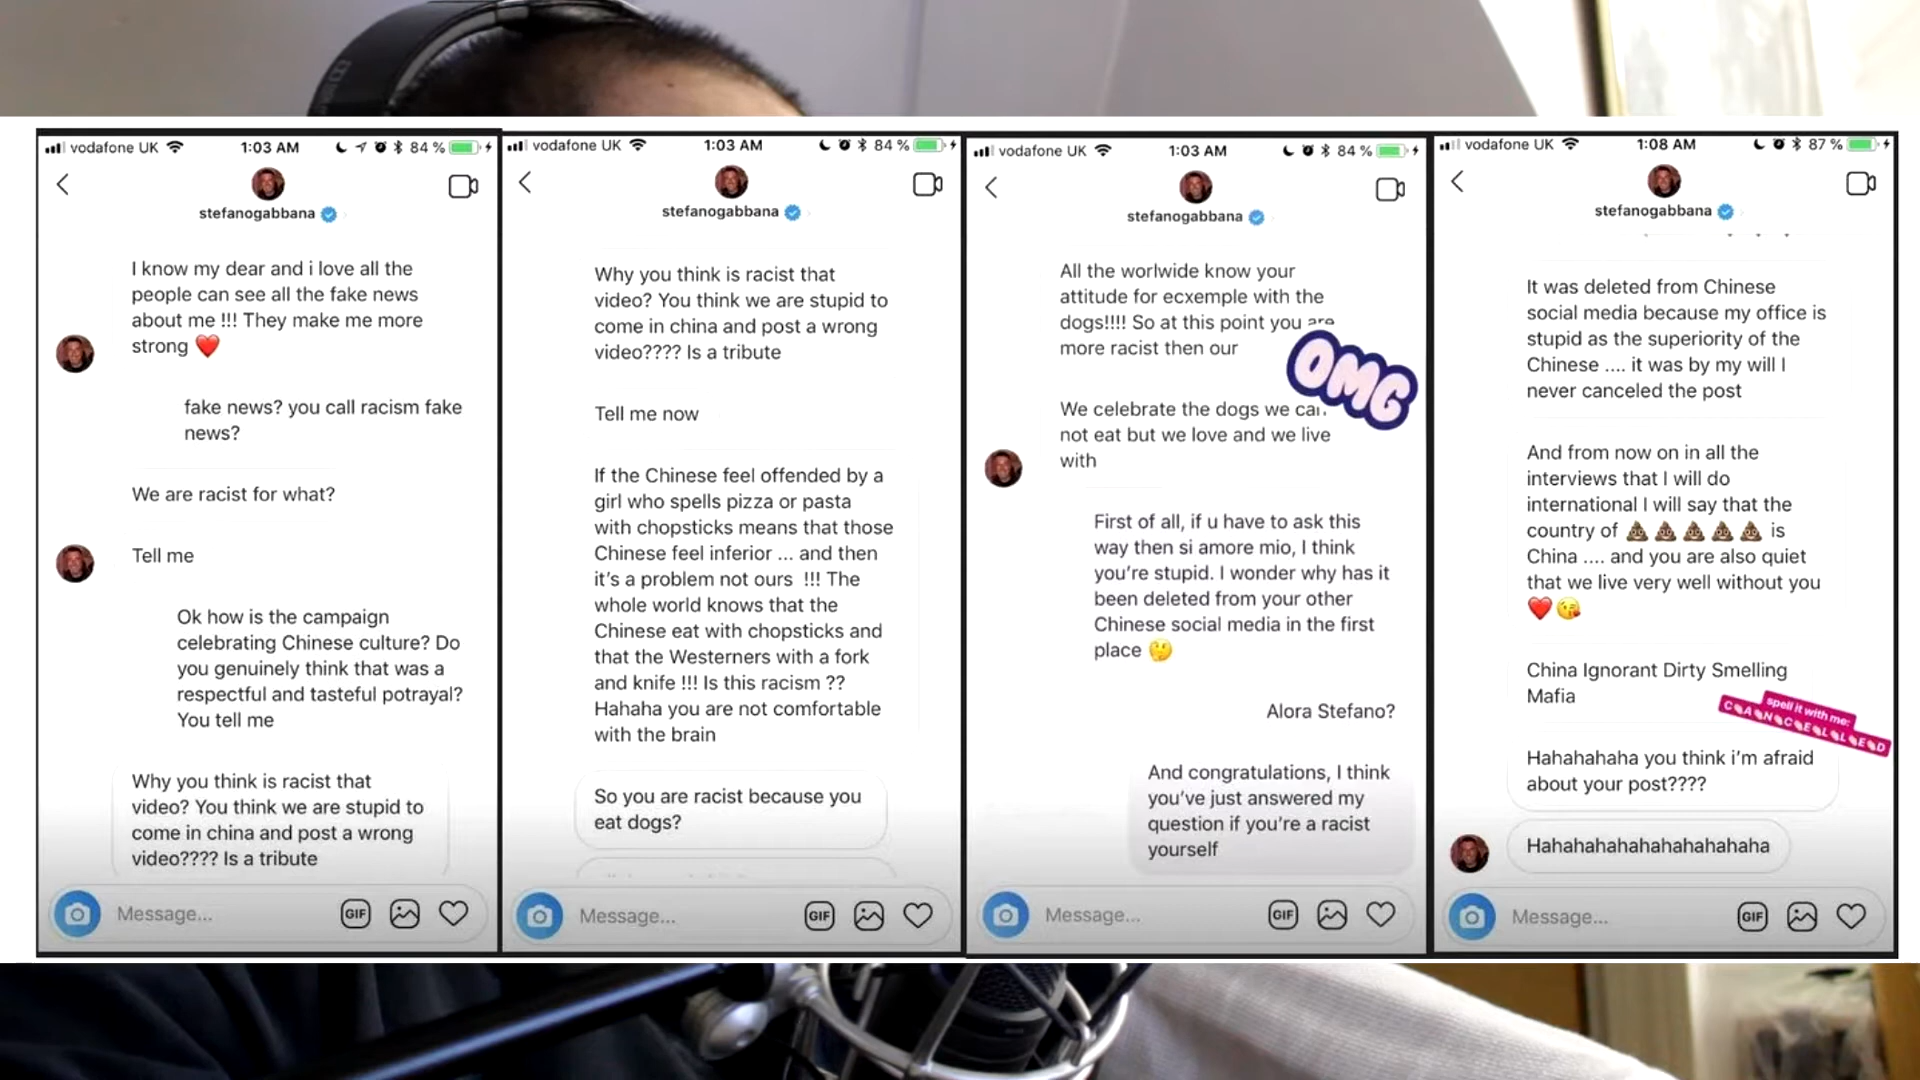 vodafone UK
1:03 AM
84 %
stefanogabbana
I know my dear and i love all the
people can see all the fake news
about me !!! They make me more
strong ❤️
fake news? you call racism fake
news?
We are racist for what?
Tell me
Ok how is the campaign
celebrating Chinese culture? Do
you genuinely think that was a
respectful and tasteful potrayal?
You tell me
Why you think is racist that
video? You think we are stupid to
come in china and post a wrong
video???? Is a tribute
Message...
GIF
vodafone UK
1:03 AM
84 %
stefanogabbana
Why you think is racist that
video? You think we are stupid to
come in china and post a wrong
video???? Is a tribute
Tell me now
If the Chinese feel offended by a
girl who spells pizza or pasta
with chopsticks means that those
Chinese feel inferior ... and then
it's a problem not ours !!! The
whole world knows that the
Chinese eat with chopsticks and
that the Westerners with a fork
and knife !!! Is this racism ??
Hahaha you are not comfortable
with the brain
So you are racist because you
eat dogs?
Message...
GIF
vodafone UK
1:03 AM
84 %
stefanogabbana
All the worlwide know your
attitude for ecxemple with the
dogs!!!! So at this point you are
more racist then our
OMG
We celebrate the dogs we can
not eat but we love and we live
with
First of all, if u have to ask this
way then si amore mio, I think
you're stupid. I wonder why has it
been deleted from your other
Chinese social media in the first
place 🤔
Alora Stefano?
And congratulations, I think
you've just answered my
question if you're a racist
yourself
Message...
GIF
vodafone UK
1:08 AM
87 %
stefanogabbana
It was deleted from Chinese
social media because my office is
stupid as the superiority of the
Chinese .... it was by my will I
never canceled the post
And from now on in all the
interviews that I will do
international I will say that the
country of 💩 💩 💩 💩 💩 is
China .... and you are also quiet
that we live very well without you
❤️ 😘
China Ignorant Dirty Smelling
Mafia
spell it with me:
C A N C E L L E D
Hahahahaha you think i'm afraid
about your post????
Hahahahahahahahahahaha
Message...
GIF